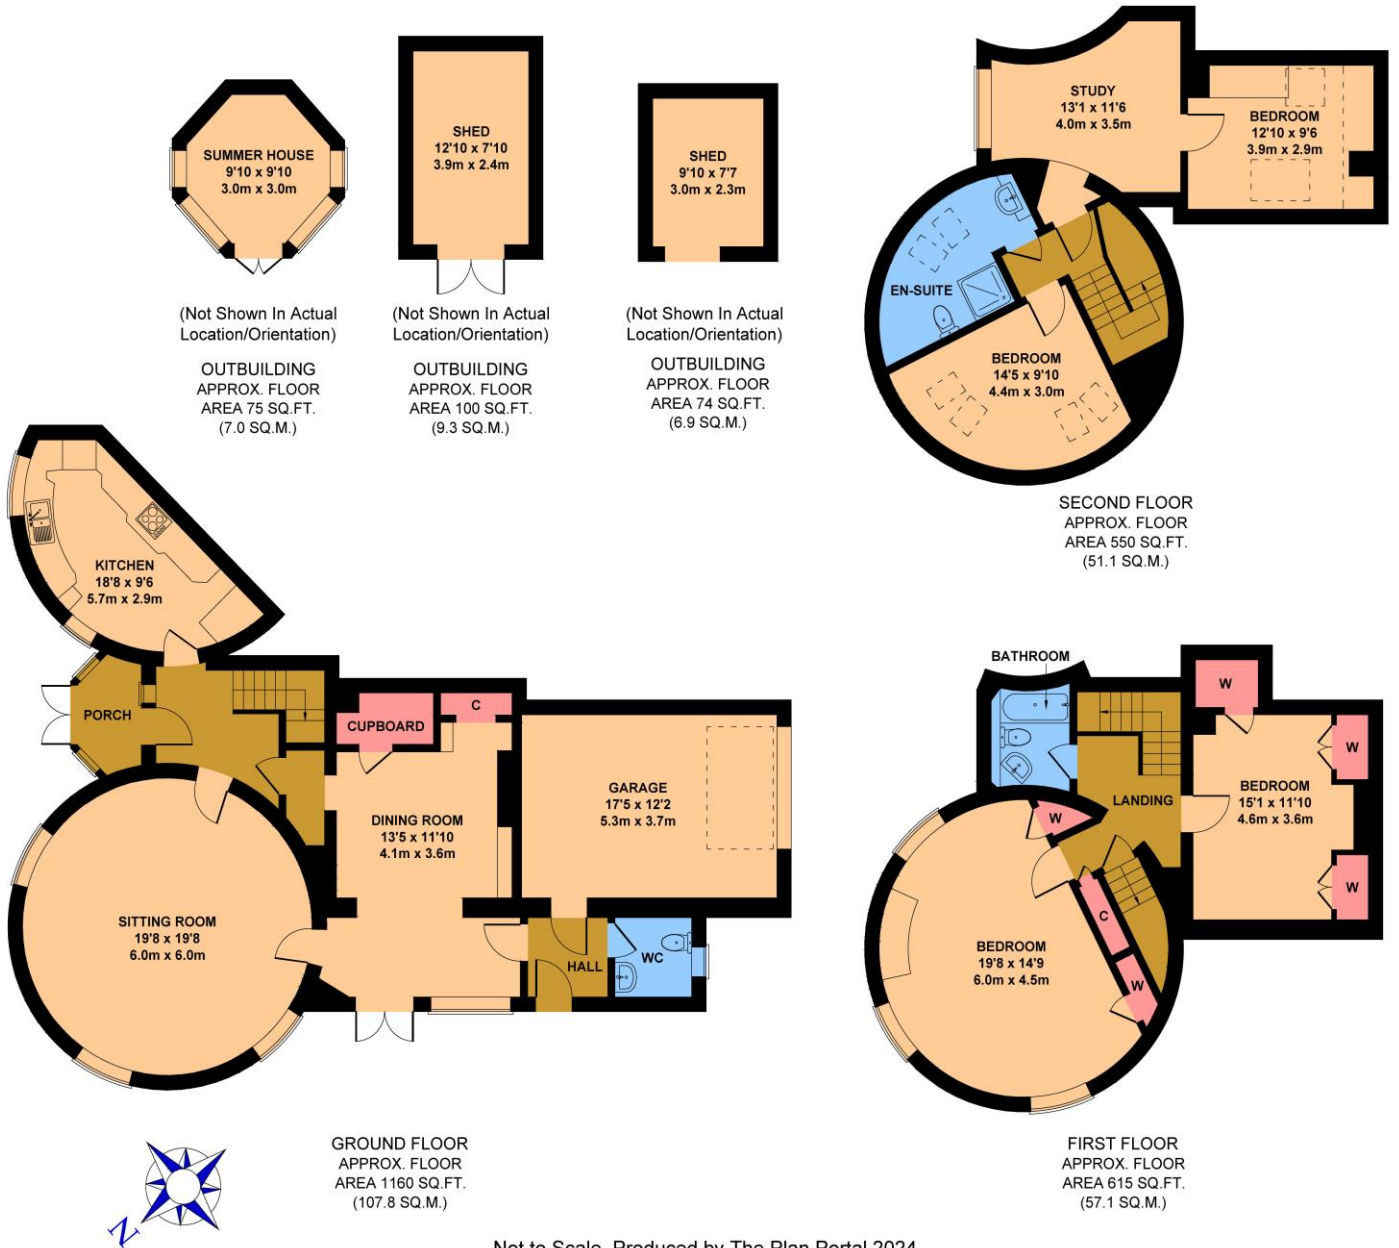 SUMMER HOUSE
9'10 x 9'10
3.0m x 3.0m
(Not Shown In Actual
Location/Orientation)
OUTBUILDING
APPROX. FLOOR
AREA 75 SQ.FT.
(7.0 SQ.M.)
SHED
12'10 x 7'10
3.9m x 2.4m
(Not Shown In Actual
Location/Orientation)
OUTBUILDING
APPROX. FLOOR
AREA 100 SQ.FT.
(9.3 SQ.M.)
SHED
9'10 x 7'7
3.0m x 2.3m
(Not Shown In Actual
Location/Orientation)
OUTBUILDING
APPROX. FLOOR
AREA 74 SQ.FT.
(6.9 SQ.M.)
STUDY
13'1 x 11'6
4.0m x 3.5m
BEDROOM
12'10 x 9'6
3.9m x 2.9m
EN-SUITE
BEDROOM
14'5 x 9'10
4.4m x 3.0m
SECOND FLOOR
APPROX. FLOOR
AREA 550 SQ.FT.
(51.1 SQ.M.)
KITCHEN
18'8 x 9'6
5.7m x 2.9m
PORCH
CUPBOARD
C
DINING ROOM
13'5 x 11'10
4.1m x 3.6m
GARAGE
17'5 x 12'2
5.3m x 3.7m
SITTING ROOM
19'8 x 19'8
6.0m x 6.0m
HALL
WC
GROUND FLOOR
APPROX. FLOOR
AREA 1160 SQ.FT.
(107.8 SQ.M.)
N
BATHROOM
W
W
LANDING
BEDROOM
15'1 x 11'10
4.6m x 3.6m
W
W
C
BEDROOM
19'8 x 14'9
6.0m x 4.5m
W
FIRST FLOOR
APPROX. FLOOR
AREA 615 SQ.FT.
(57.1 SQ.M.)
Not to Scale. Produced by The Plan Portal 2024